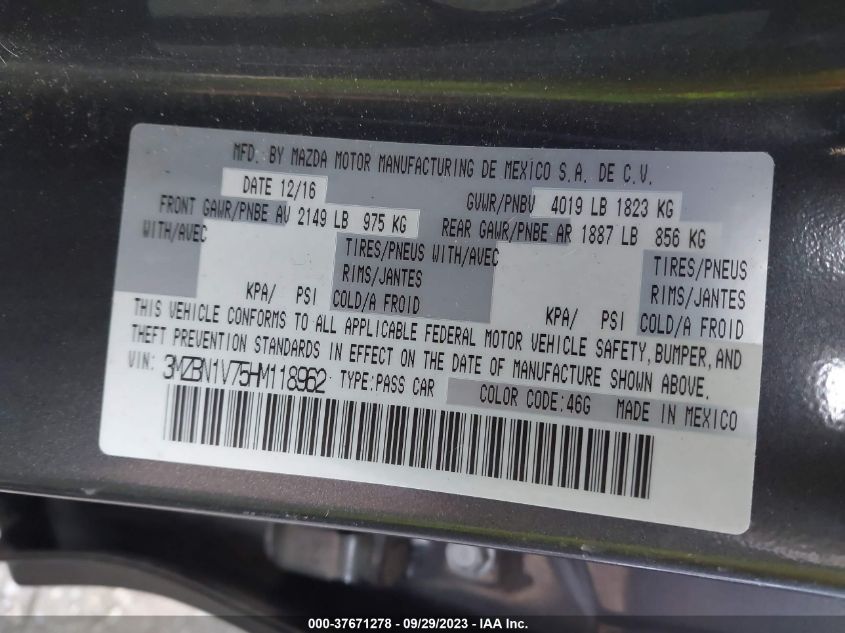 MFD. BY MAZDA MOTOR MANUFACTURING DE MEXICO S.A. DE C.V.
DATE 12/16 GVWR/PNBV 4019 LB 1823 KG
FRONT GAWR/PNBE AV 2149 LB 975 KG REAR GAWR/PNBE AR 1887 LB 856 KG
WITH/AVEC TIRES/PNEUS WITH/AVEC TIRES/PNEUS
RIMS/JANTES RIMS/JANTES
KPA/ PSI COLD/A FROID KPA/ PSI COLD/A FROID
THIS VEHICLE CONFORMS TO ALL APPLICABLE FEDERAL MOTOR VEHICLE SAFETY, BUMPER, AND
THEFT PREVENTION STANDARDS IN EFFECT ON THE DATE OF MANUFACTURE SHOWN ABOVE.
VIN: 3MZBN1V75HM118962 TYPE:PASS CAR COLOR CODE:46G MADE IN MEXICO
000-37671278 - 09/29/2023 - IAA Inc.